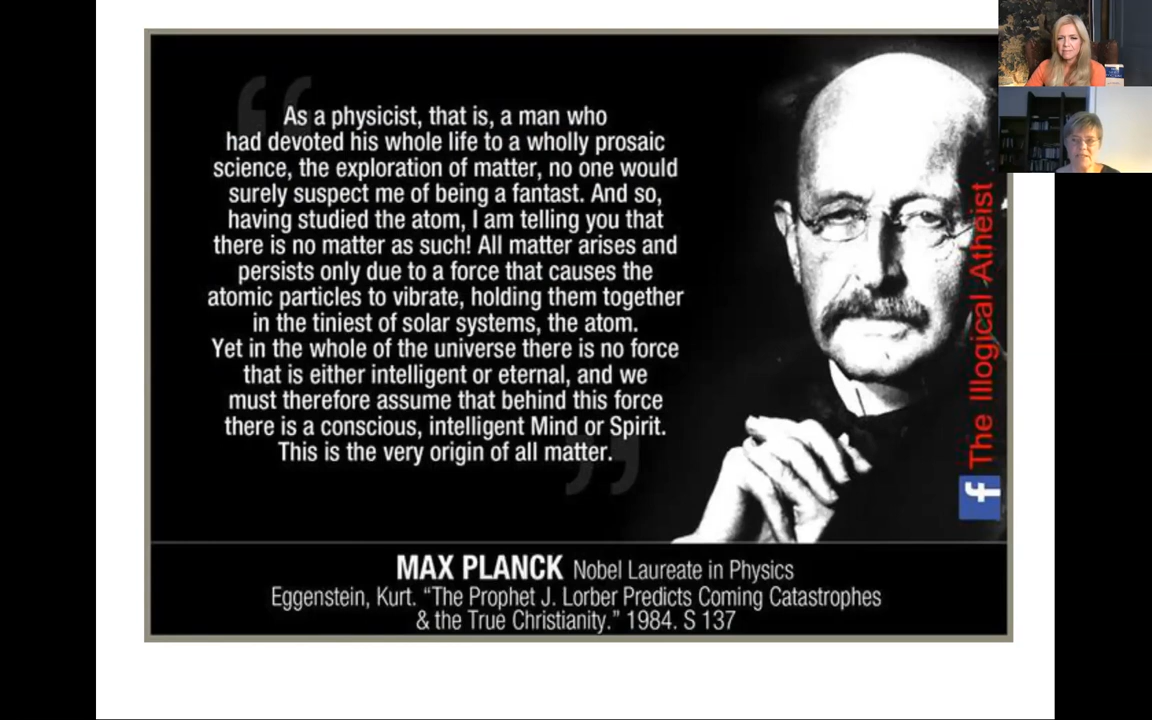 As a physicist, that is, a man who
had devoted his whole life to a wholly prosaic
science, the exploration of matter, no one would
surely suspect me of being a fantast. And so,
having studied the atom, I am telling you that
there is no matter as such! All matter arises and
persists only due to a force that causes the
atomic particles to vibrate, holding them together
in the tiniest of solar systems, the atom.
Yet in the whole of the universe there is no force
that is either intelligent or eternal, and we
must therefore assume that behind this force
there is a conscious, intelligent Mind or Spirit.
This is the very origin of all matter.
MAX PLANCK Nobel Laureate in Physics
Eggenstein, Kurt. “The Prophet J. Lorber Predicts Coming Catastrophes
& the True Christianity.” 1984. S 137
f The Illogical Atheist